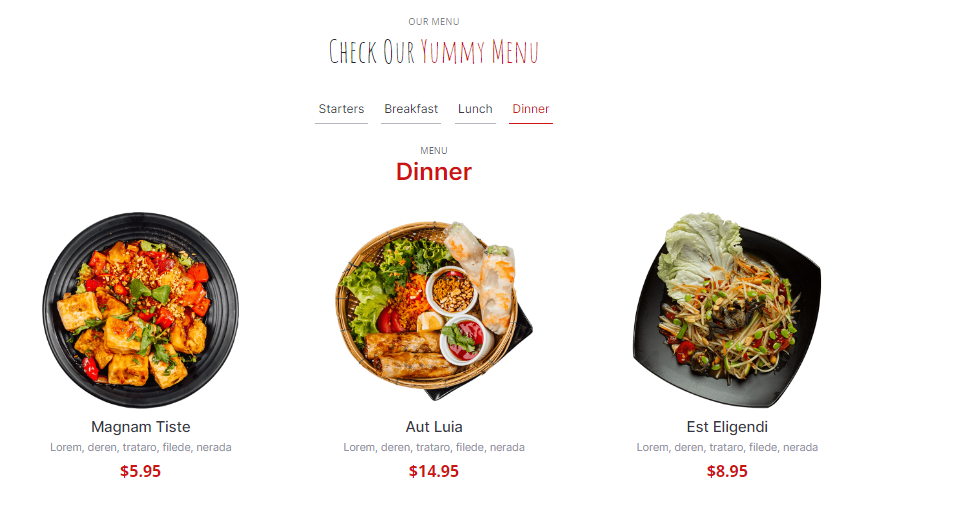 OUR MENU
Check Our Yummy Menu
Starters Breakfast Lunch Dinner
MENU
Dinner
Magnam Tiste Aut Luia Est Eligendi
Lorem, deren, trataro, filede, nerada Lorem, deren, trataro, filede, nerada Lorem, deren, trataro, filede, nerada
$5.95 $14.95 $8.95